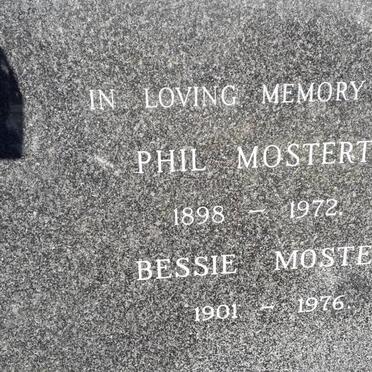 IN LOVING MEMORY
PHIL MOSTERT
1898 – 1972.
BESSIE MOSTE
1901 – 1976.